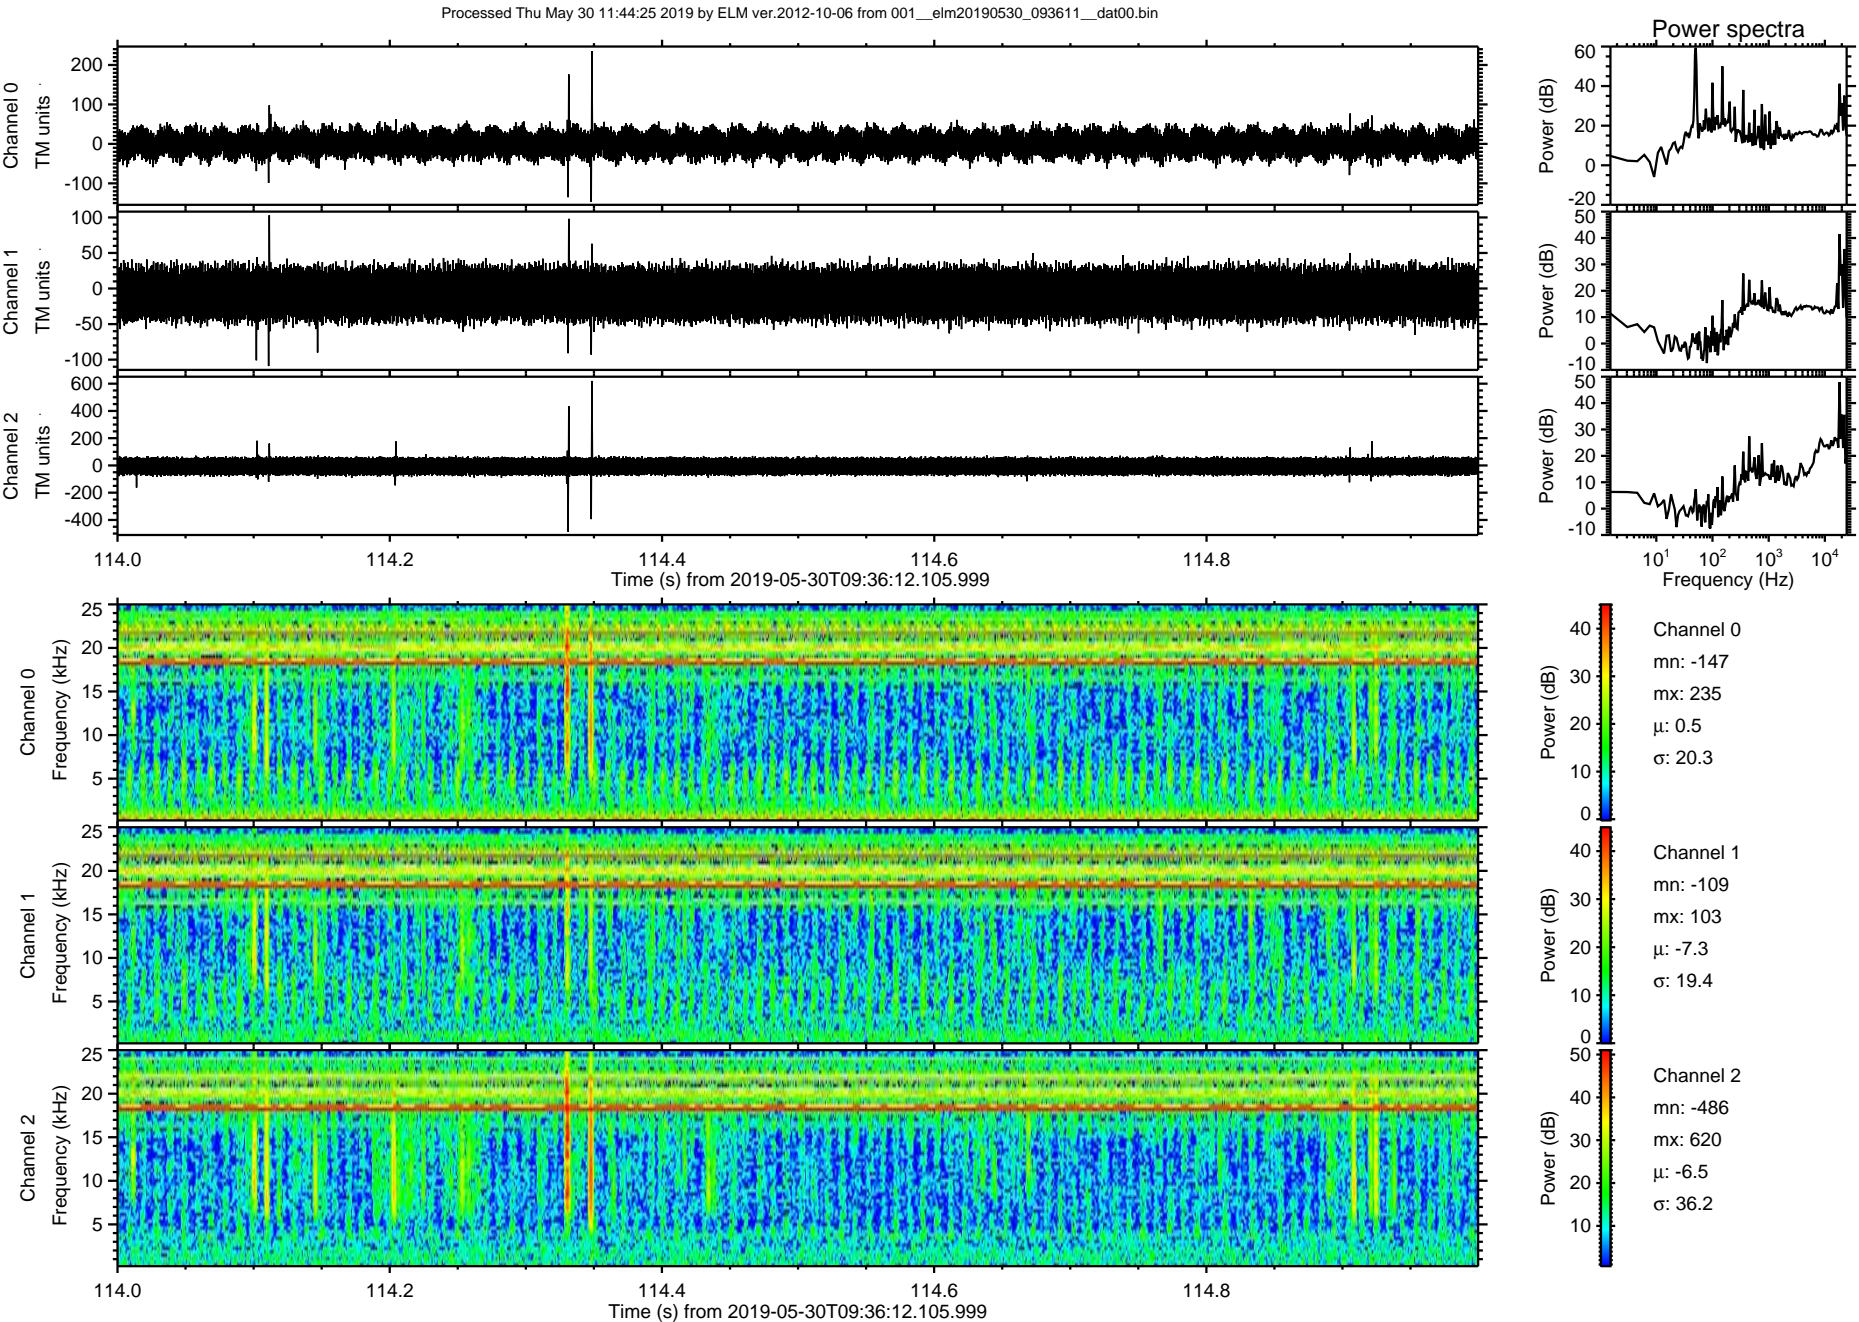 Processed Thu May 30 11:44:25 2019 by ELM ver.2012-10-06 from 001__elm20190530_093611__dat00.bin
Power spectra
Channel 0
TM units
200
100
0
-100
Power (dB)
60
40
20
0
-20
Channel 1
TM units
100
50
0
-50
-100
Power (dB)
50
40
30
20
10
0
-10
Channel 2
TM units
600
400
200
0
-200
-400
Power (dB)
50
40
30
20
10
0
-10
114.0 114.2 114.4 114.6 114.8
Time (s) from 2019-05-30T09:36:12.105.999
10^1 10^2 10^3 10^4
Frequency (Hz)
Channel 0
Frequency (kHz)
25
20
15
10
5
Power (dB)
40
30
20
10
0
Channel 0
mn: -147
mx: 235
μ: 0.5
σ: 20.3
Channel 1
Frequency (kHz)
25
20
15
10
5
Power (dB)
40
30
20
10
0
Channel 1
mn: -109
mx: 103
μ: -7.3
σ: 19.4
Channel 2
Frequency (kHz)
25
20
15
10
5
Power (dB)
50
40
30
20
10
Channel 2
mn: -486
mx: 620
μ: -6.5
σ: 36.2
114.0 114.2 114.4 114.6 114.8
Time (s) from 2019-05-30T09:36:12.105.999